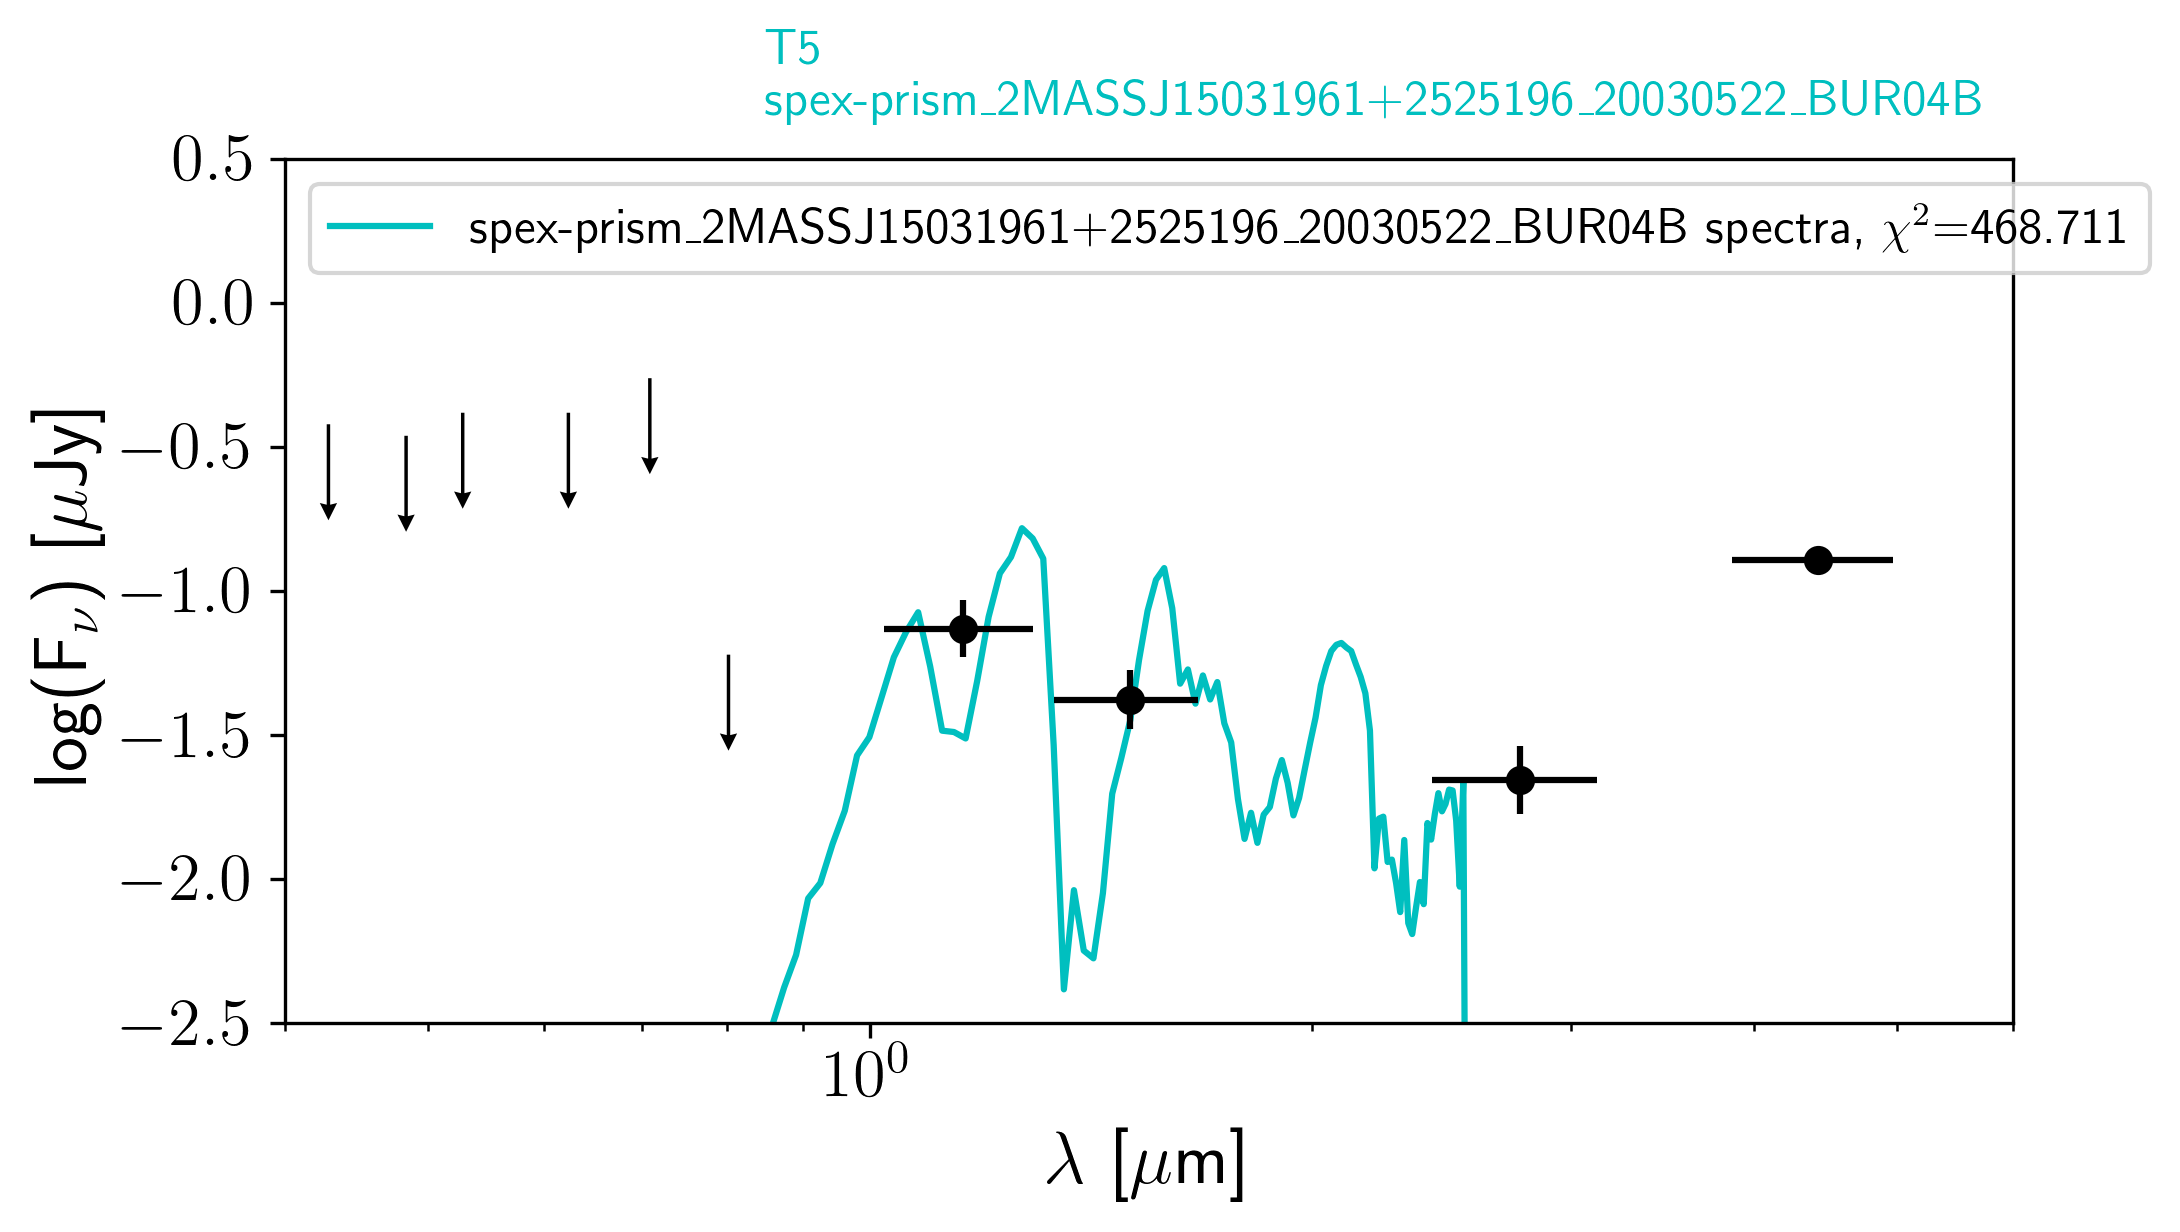 T5
spex-prism_2MASSJ15031961+2525196_20030522_BUR04B
spex-prism_2MASSJ15031961+2525196_20030522_BUR04B spectra, χ²=468.711
0.5
0.0
−0.5
−1.0
−1.5
−2.0
−2.5
log(Fν) [μJy]
10⁰
λ [μm]